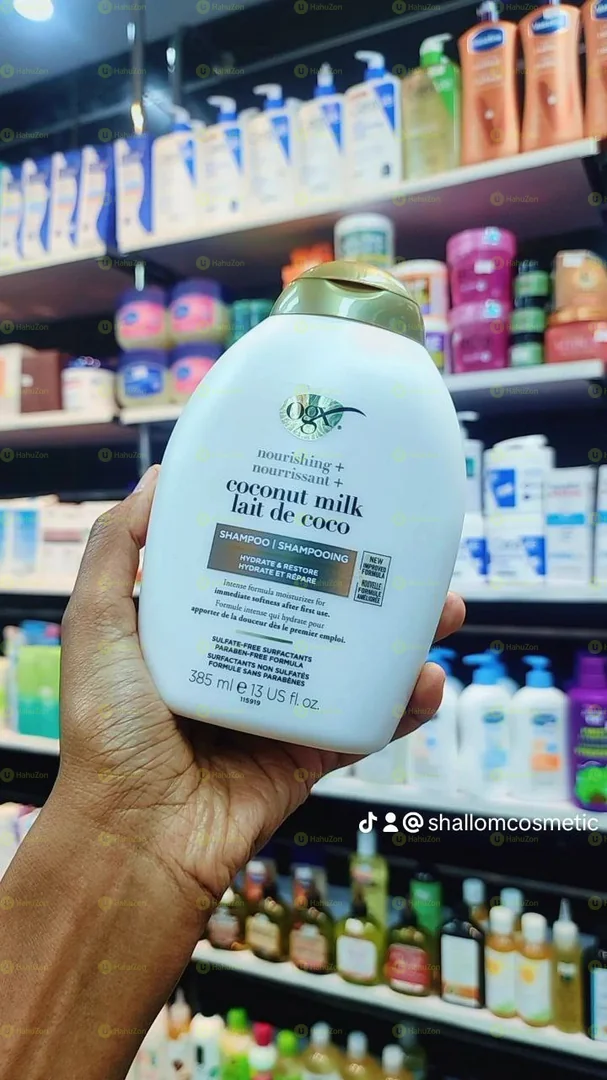 ogx
nourishing +
nourrissant +
coconut milk
lait de coco
SHAMPOO | SHAMPOOING
HYDRATE & RESTORE
HYDRATE ET RÉPARE
NEW
IMPROVED
FORMULA
NOUVELLE
FORMULE
AMÉLIORÉE
Intense formula moisturizes for
immediate softness after first use.
Formule intense qui hydrate pour
apporter de la douceur dès le premier emploi.
SULFATE-FREE SURFACTANTS
PARABEN-FREE FORMULA
SURFACTANTS NON SULFATÉS
FORMULE SANS PARABÈNES
385 ml e 13 US fl. oz.
115919
@ shallomcosmetic
HahuZon
Vaseline